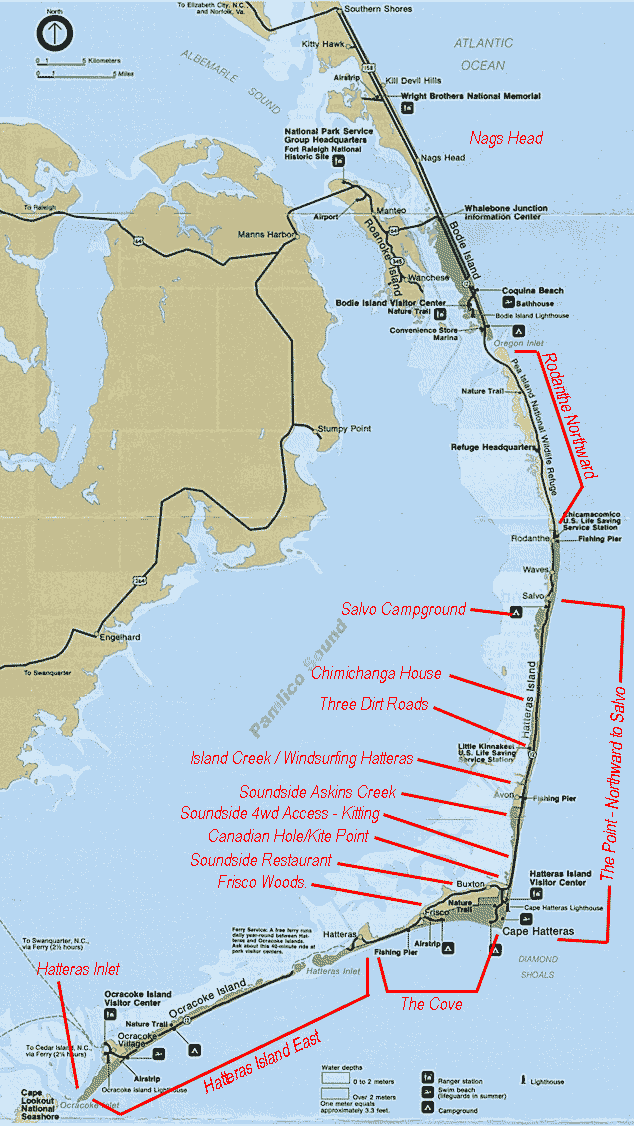 To Elizabeth City, N.C.,
and Norfolk, Va.
Southern Shores
North
Kitty Hawk
ATLANTIC
OCEAN
158
0 1 5 Kilometers
0 1 5 Miles
ALBEMARLE SOUND
Airstrip
Kill Devil Hills
Wright Brothers National Memorial
National Park Service
Group Headquarters
Fort Raleigh National
Historic Site
Nags Head
Nags Head
To Raleigh
Airport
Manteo
Whalebone Junction
Information Center
64
Manns Harbor
64
Roanoke Island
345
Bodie Island
Wanchese
Coquina Beach
Bathhouse
Bodie Island Visitor Center
Nature Trail
Bodie Island Lighthouse
Convenience Store
Marina
Oregon Inlet
Rodanthe Northward
Pea Island National Wildlife Refuge
Nature Trail
Stumpy Point
Refuge Headquarters
Chicamacomico
U.S. Life Saving
Service Station
Rodanthe
Fishing Pier
Waves
264
Salvo
Salvo Campground
Engelhard
To Swanquarter
Pamlico Sound
Hatteras Island
Chimichanga House
Three Dirt Roads
The Point - Northward to Salvo
Little Kinnakeet
U.S. Life Saving
Service Station
Island Creek / Windsurfing Hatteras
Soundside Askins Creek
Avon
Fishing Pier
Soundside 4wd Access - Kitting
Canadian Hole/Kite Point
Soundside Restaurant
Frisco Woods.
Buxton
Hatteras Island
Visitor Center
Nature
Trail
Cape Hatteras Lighthouse
Frisco
Cape Hatteras
Ferry Service: A free ferry runs
daily year-round between Hat-
teras and Ocracoke Islands.
Ask about this 40-minute ride at
park visitor centers.
Hatteras
Airstrip
Fishing Pier
To Swanquarter, N.C.,
via Ferry (2½ hours)
Hatteras Inlet
Hatteras Inlet
DIAMOND
SHOALS
Ocracoke Island
Visitor Center
Ocracoke Island
The Cove
Nature Trail
12
Ocracoke
Village
To Cedar Island, N.C.,
via Ferry (2¼ hours)
Hatteras Island East
Airstrip
Ocracoke Island Lighthouse
Cape
Lookout
National
Seashore
Ocracoke Inlet
Water depths
0 to 2 meters
Over 2 meters
One meter equals
approximately 3.3 feet.
Ranger station
Swim beach
(lifeguards in summer)
Campground
Lighthouse